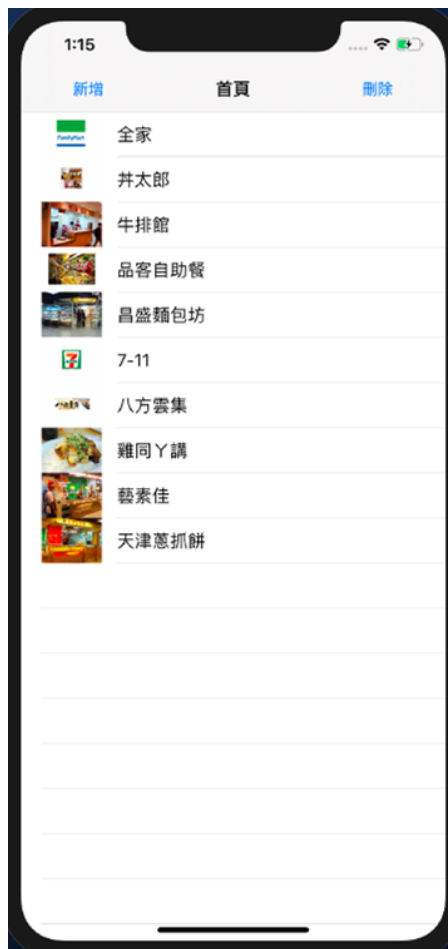 1:15
新增 首頁 刪除
FamilyMart
全家
丼太郎
牛排館
品客自助餐
昌盛麵包坊
7-11
八方雲集
雞同ㄚ講
藝素佳
天津蔥抓餅